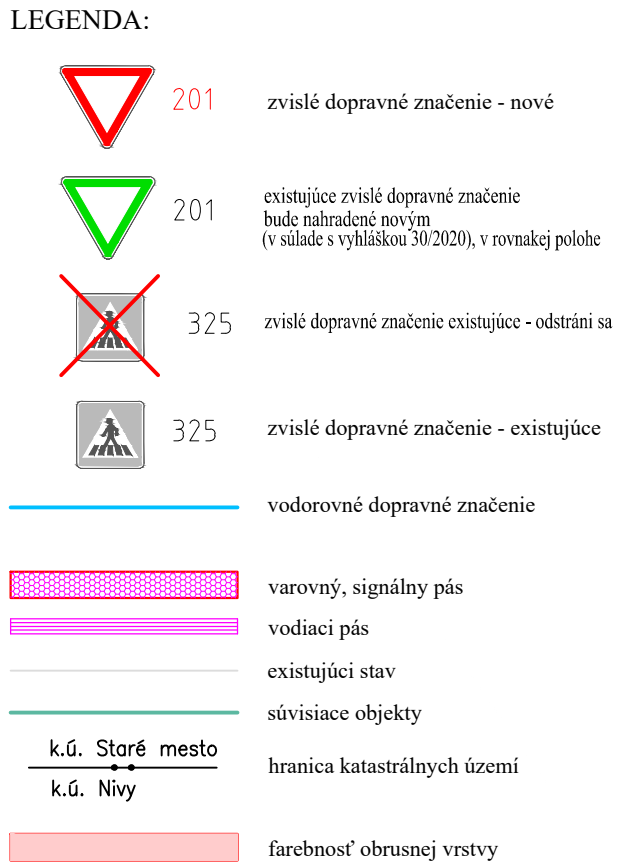 LEGENDA:
201 zvislé dopravné značenie - nové
201 existujúce zvislé dopravné značenie
bude nahradené novým
(v súlade s vyhláškou 30/2020), v rovnakej polohe
325 zvislé dopravné značenie existujúce - odstráni sa
325 zvislé dopravné značenie - existujúce
vodorovné dopravné značenie
varovný, signálny pás
vodiaci pás
existujúci stav
súvisiace objekty
k.ú. Staré mesto
hranica katastrálnych území
k.ú. Nivy
farebnosť obrusnej vrstvy